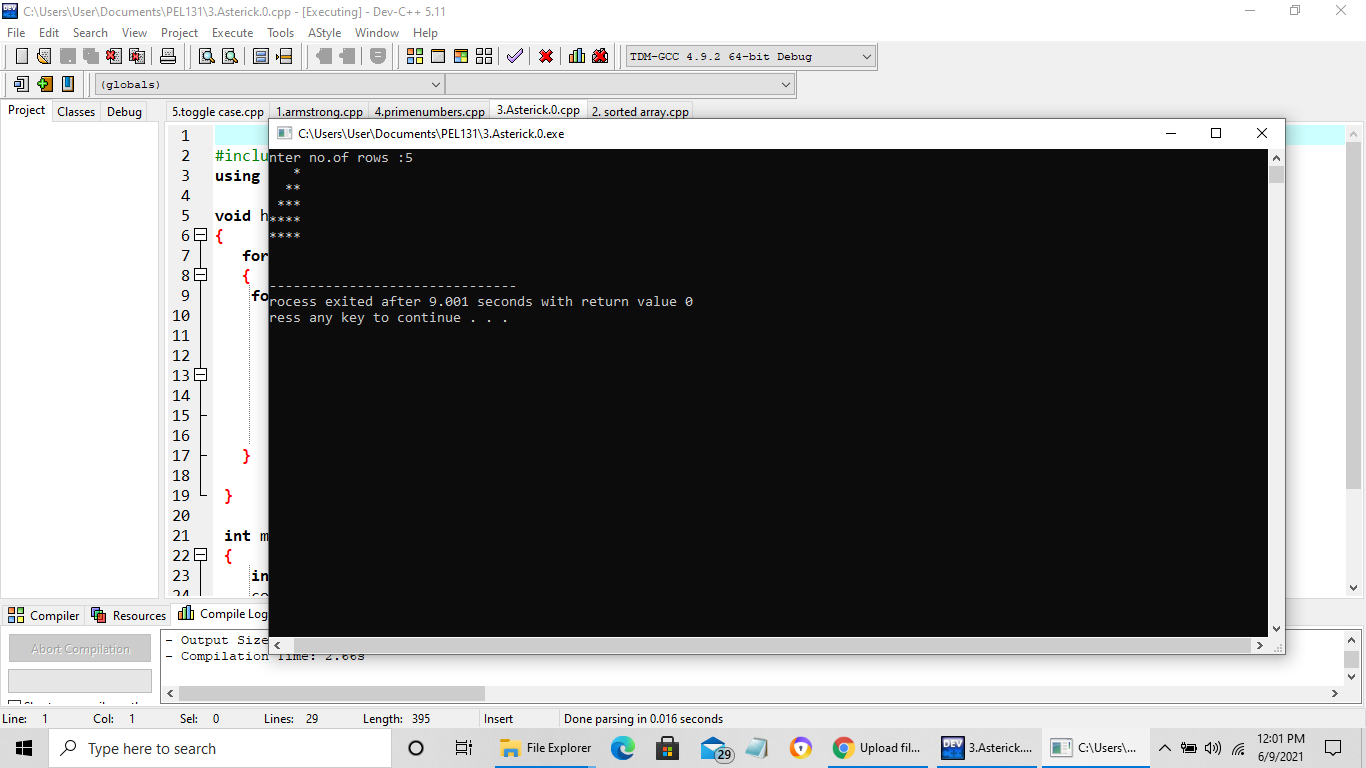 C:\Users\User\Documents\PEL131\3.Asterick.0.cpp - [Executing] - Dev-C++ 5.11
File Edit Search View Project Execute Tools AStyle Window Help
TDM-GCC 4.9.2 64-bit Debug
(globals)
Project Classes Debug
5.toggle case.cpp 1.armstrong.cpp 4.primenumbers.cpp 3.Asterick.0.cpp 2. sorted array.cpp
C:\Users\User\Documents\PEL131\3.Asterick.0.exe
nter no.of rows :5
*
**
***
****
****
-------------------------------
rocess exited after 9.001 seconds with return value 0
ress any key to continue . . .
1
2 #inclu
3 using
4
5 void h
6 {
7 for
8 {
9 fo
10
11
12
13
14
15
16
17 }
18
19 }
20
21 int m
22 {
23 in
24 co
Compiler Resources Compile Log
Abort Compilation
- Output Size
- Compilation Time: 2.66s
Line: 1 Col: 1 Sel: 0 Lines: 29 Length: 395 Insert Done parsing in 0.016 seconds
Type here to search
File Explorer
29
Upload fil...
DEV 3.Asterick....
C:\Users\...
12:01 PM
6/9/2021